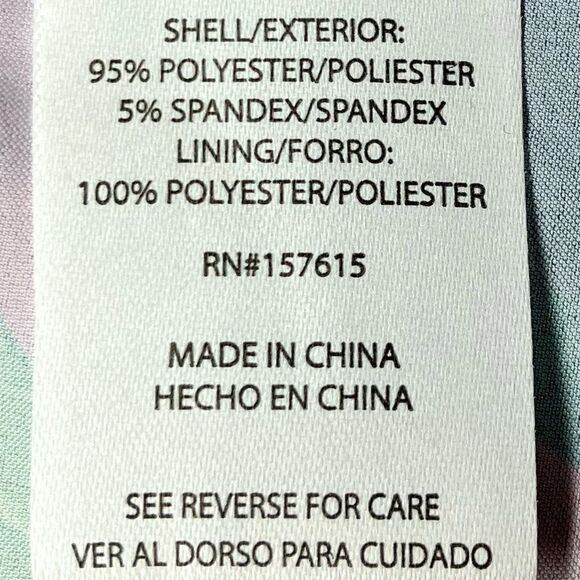 SHELL/EXTERIOR:
95% POLYESTER/POLIESTER
5% SPANDEX/SPANDEX
LINING/FORRO:
100% POLYESTER/POLIESTER
RN#157615
MADE IN CHINA
HECHO EN CHINA
SEE REVERSE FOR CARE
VER AL DORSO PARA CUIDADO